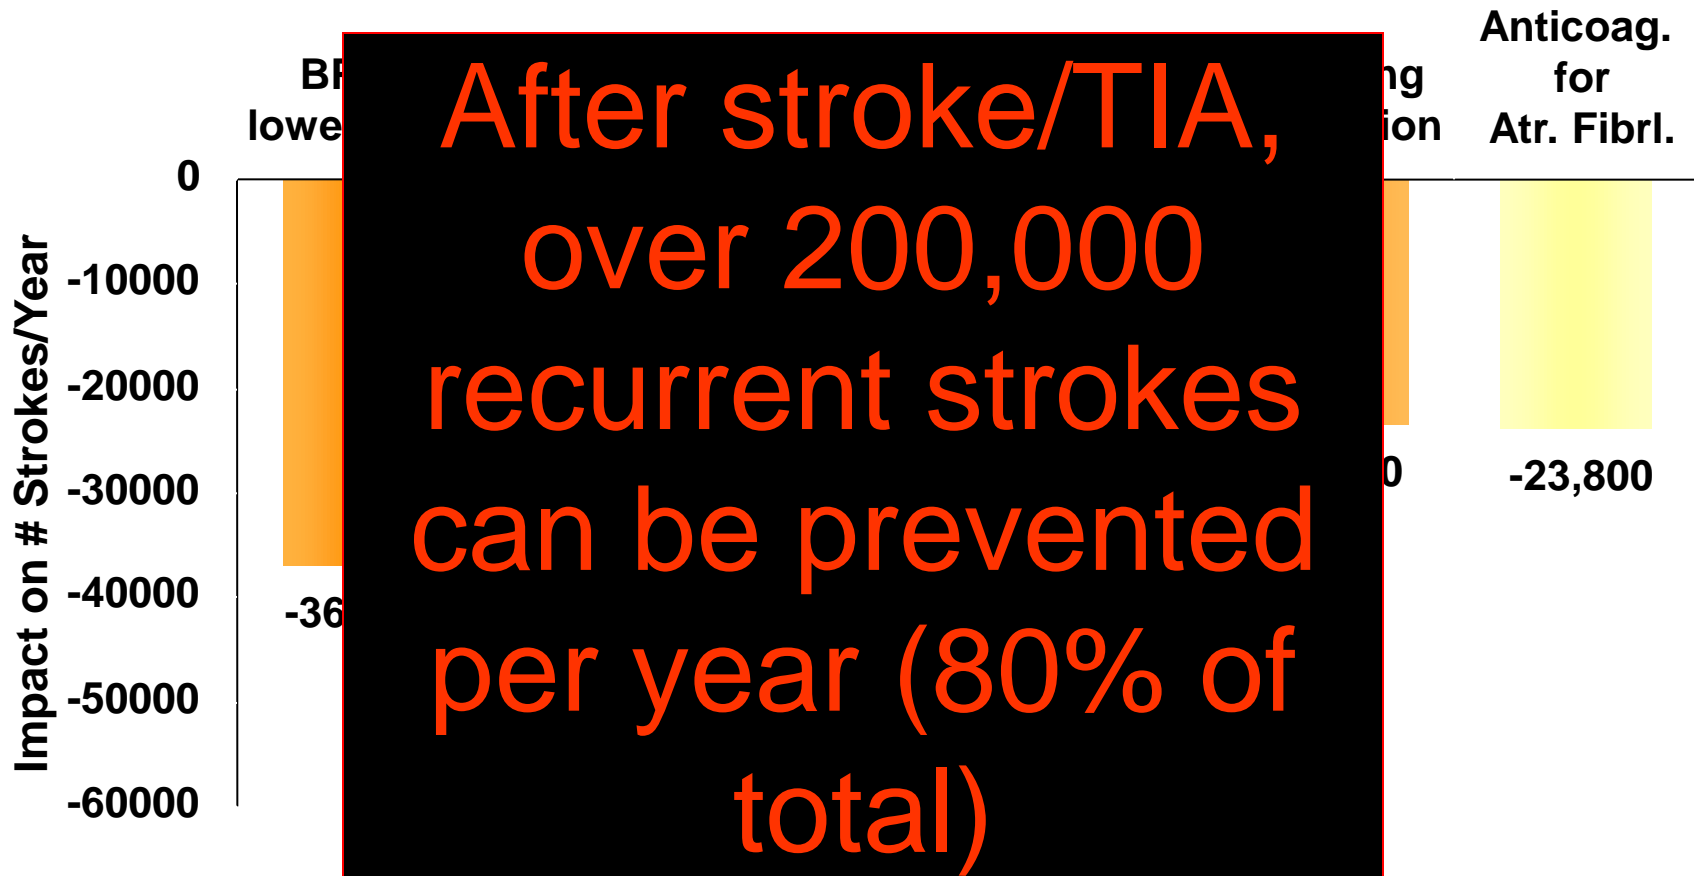 Anticoag.
for
Atr. Fibrl.
After stroke/TIA,
over 200,000
recurrent strokes
can be prevented
per year (80% of
total)
Impact on # Strokes/Year
0
-10000
-20000
-30000
-40000
-50000
-60000
-23,800